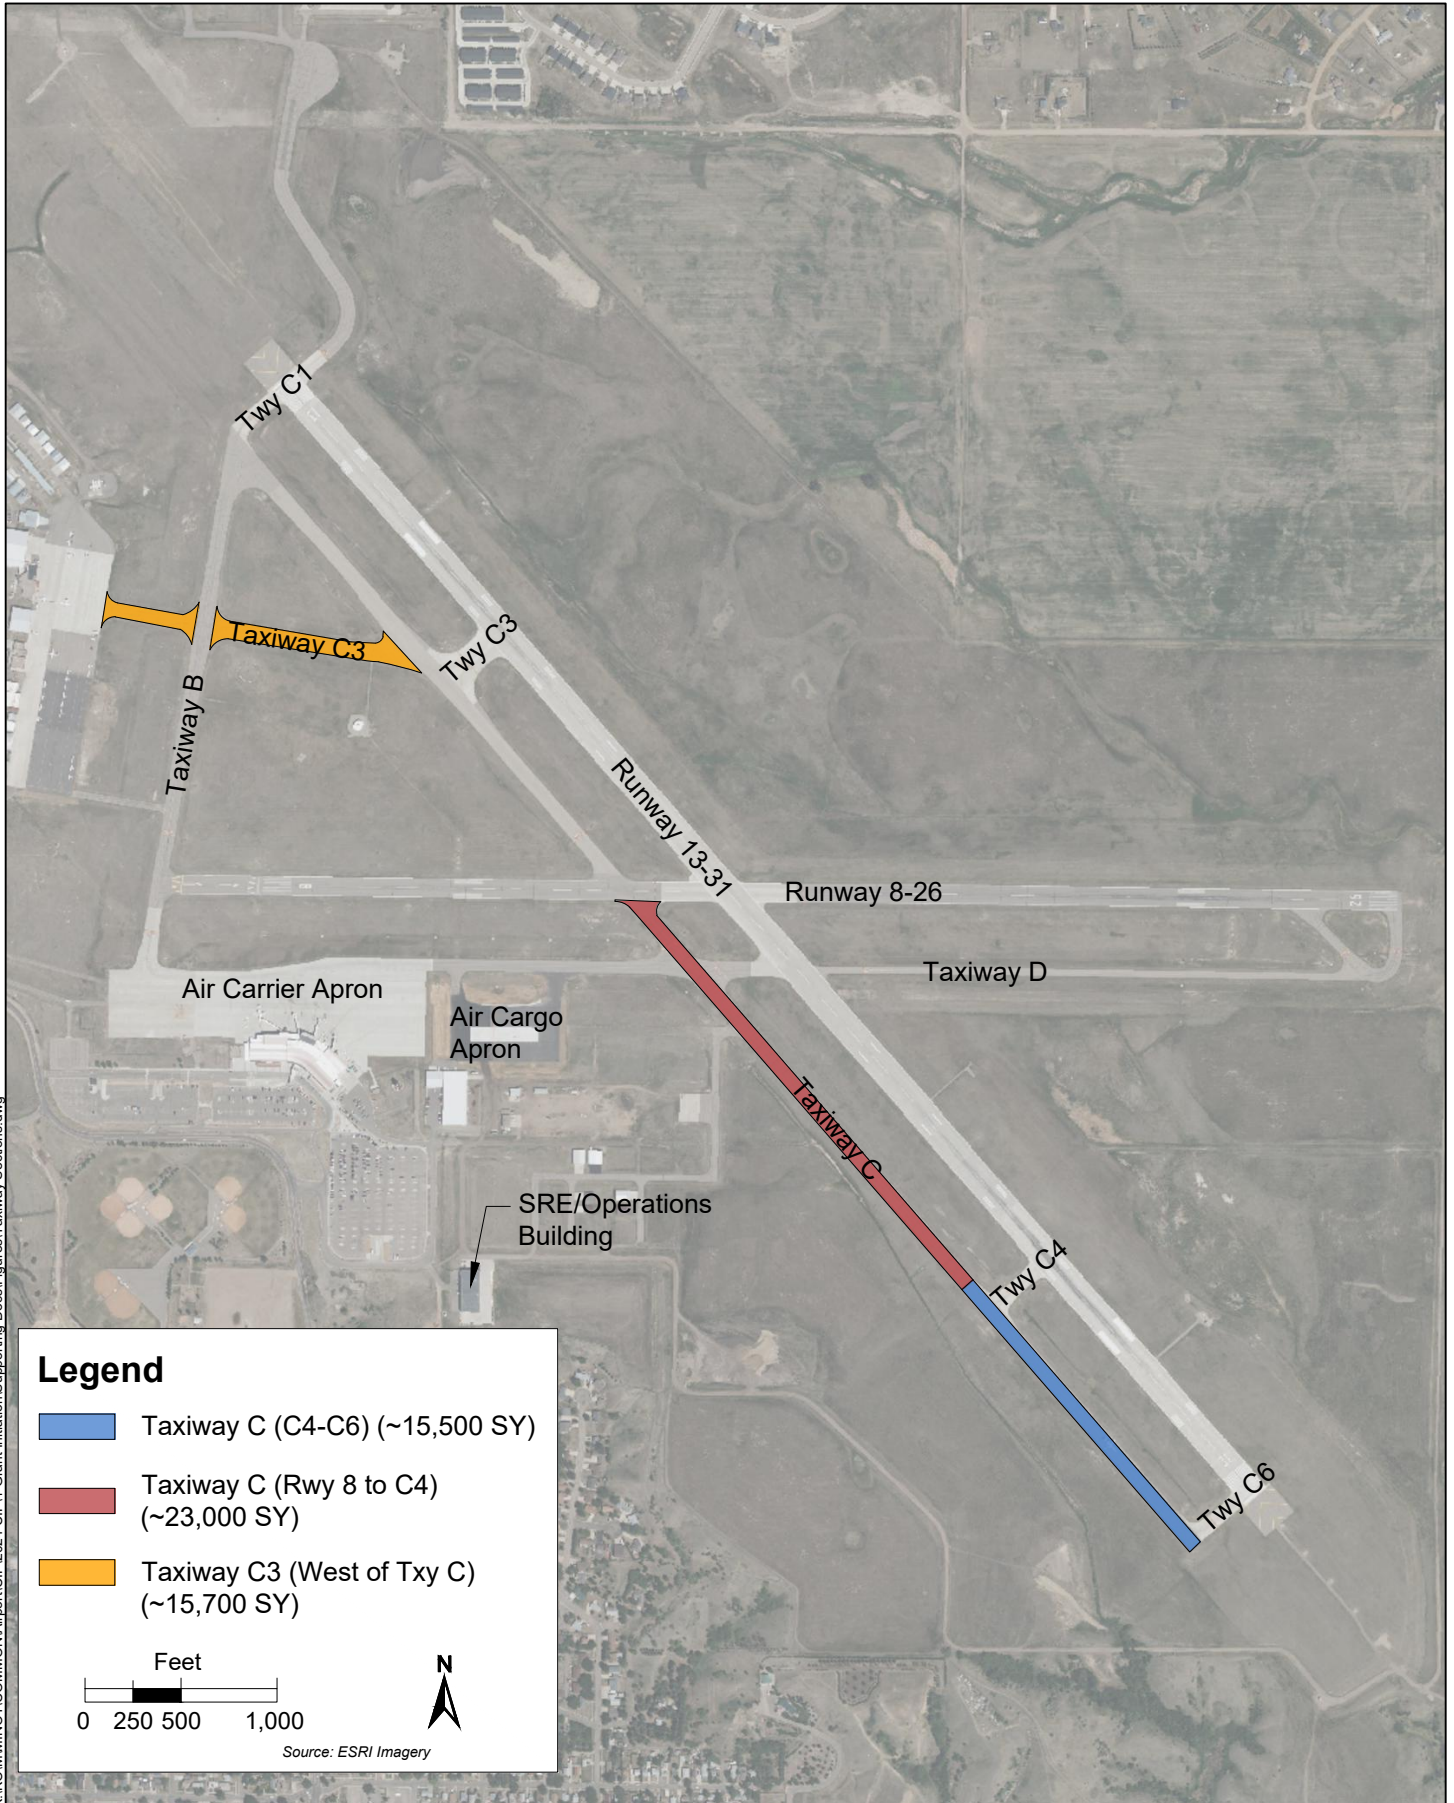 Twy C1
Taxiway C3
Twy C3
Taxiway B
Runway 13-31
Runway 8-26
Taxiway D
Air Carrier Apron
Air Cargo
Apron
Taxiway C
SRE/Operations
Building
Twy C4
Twy C6
Legend
Taxiway C (C4-C6) (~15,500 SY)
Taxiway C (Rwy 8 to C4)
(~23,000 SY)
Taxiway C3 (West of Txy C)
(~15,700 SY)
Feet
0 250 500 1,000
N
Source: ESRI Imagery